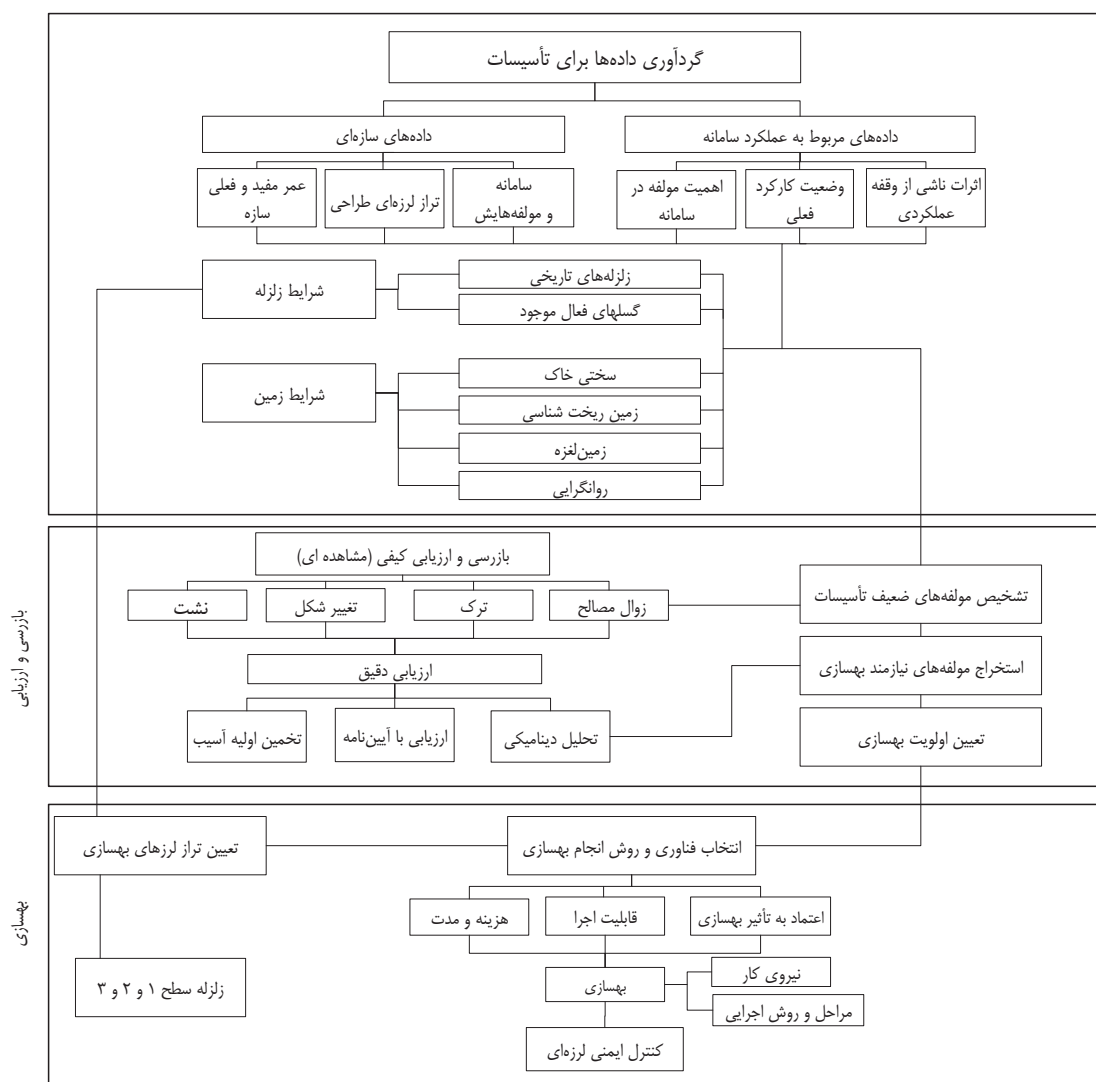 گردآوری داده‌ها برای تأسیسات
داده‌های مربوط به عملکرد سامانه
داده‌های سازه‌ای
اثرات ناشی از وقفه
عملکردی
وضعیت کارکرد
فعلی
اهمیت مولفه در
سامانه
سامانه
و مولفه‌هایش
تراز لرزه‌ای طراحی
عمر مفید و فعلی
سازه
شرایط زلزله
زلزله‌های تاریخی
گسلهای فعال موجود
شرایط زمین
سختی خاک
زمین ریخت شناسی
زمین‌لغزه
روانگرایی
بازرسی و ارزیابی
بازرسی و ارزیابی کیفی (مشاهده ای)
زوال مصالح
ترک
تغییر شکل
نشت
تشخیص مولفه‌های ضعیف تأسیسات
ارزیابی دقیق
استخراج مولفه‌های نیازمند بهسازی
تحلیل دینامیکی
ارزیابی با آیین‌نامه
تخمین اولیه آسیب
تعیین اولویت بهسازی
بهسازی
انتخاب فناوری و روش انجام بهسازی
تعیین تراز لرزهای بهسازی
اعتماد به تأثیر بهسازی
قابلیت اجرا
هزینه و مدت
نیروی کار
بهسازی
مراحل و روش اجرایی
زلزله سطح ۱ و ۲ و ۳
کنترل ایمنی لرزه‌ای